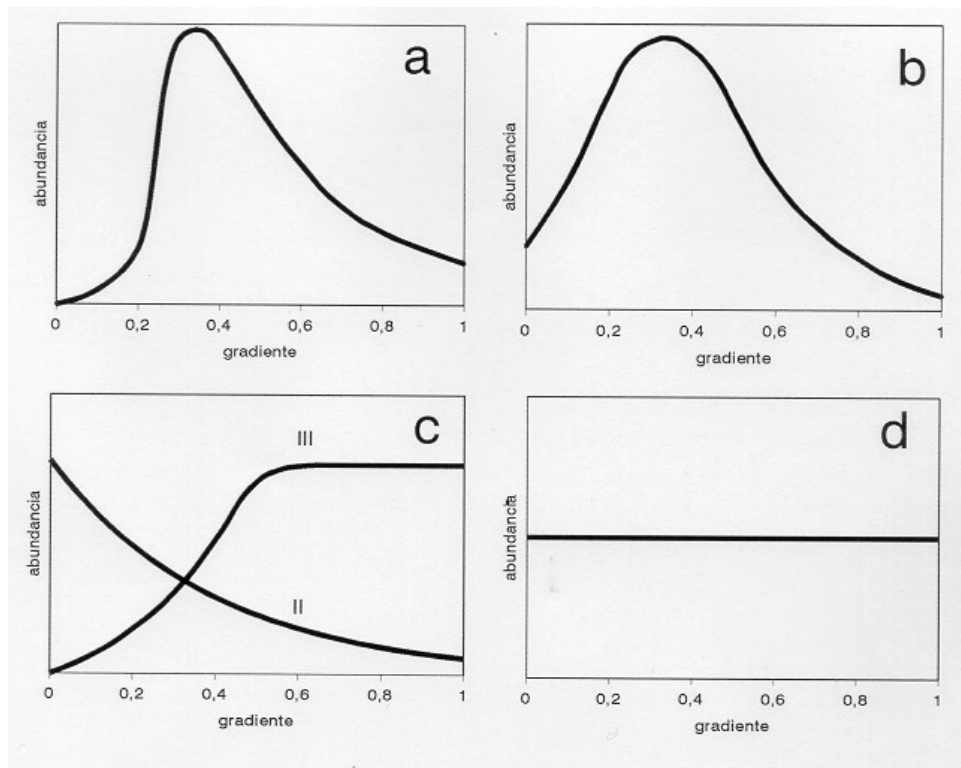 a
abundancia
0 0,2 0,4 0,6 0,8 1
gradiente
b
abundancia
0 0,2 0,4 0,6 0,8 1
gradiente
c
III
abundancia
II
0 0,2 0,4 0,6 0,8 1
gradiente
d
abundancia
0 0,2 0,4 0,6 0,8 1
gradiente